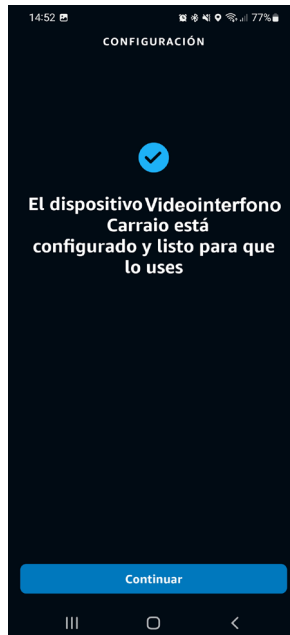 14:52
77%
CONFIGURACIÓN
El dispositivo Videointerfono
Carraio está
configurado y listo para que
lo uses
Continuar